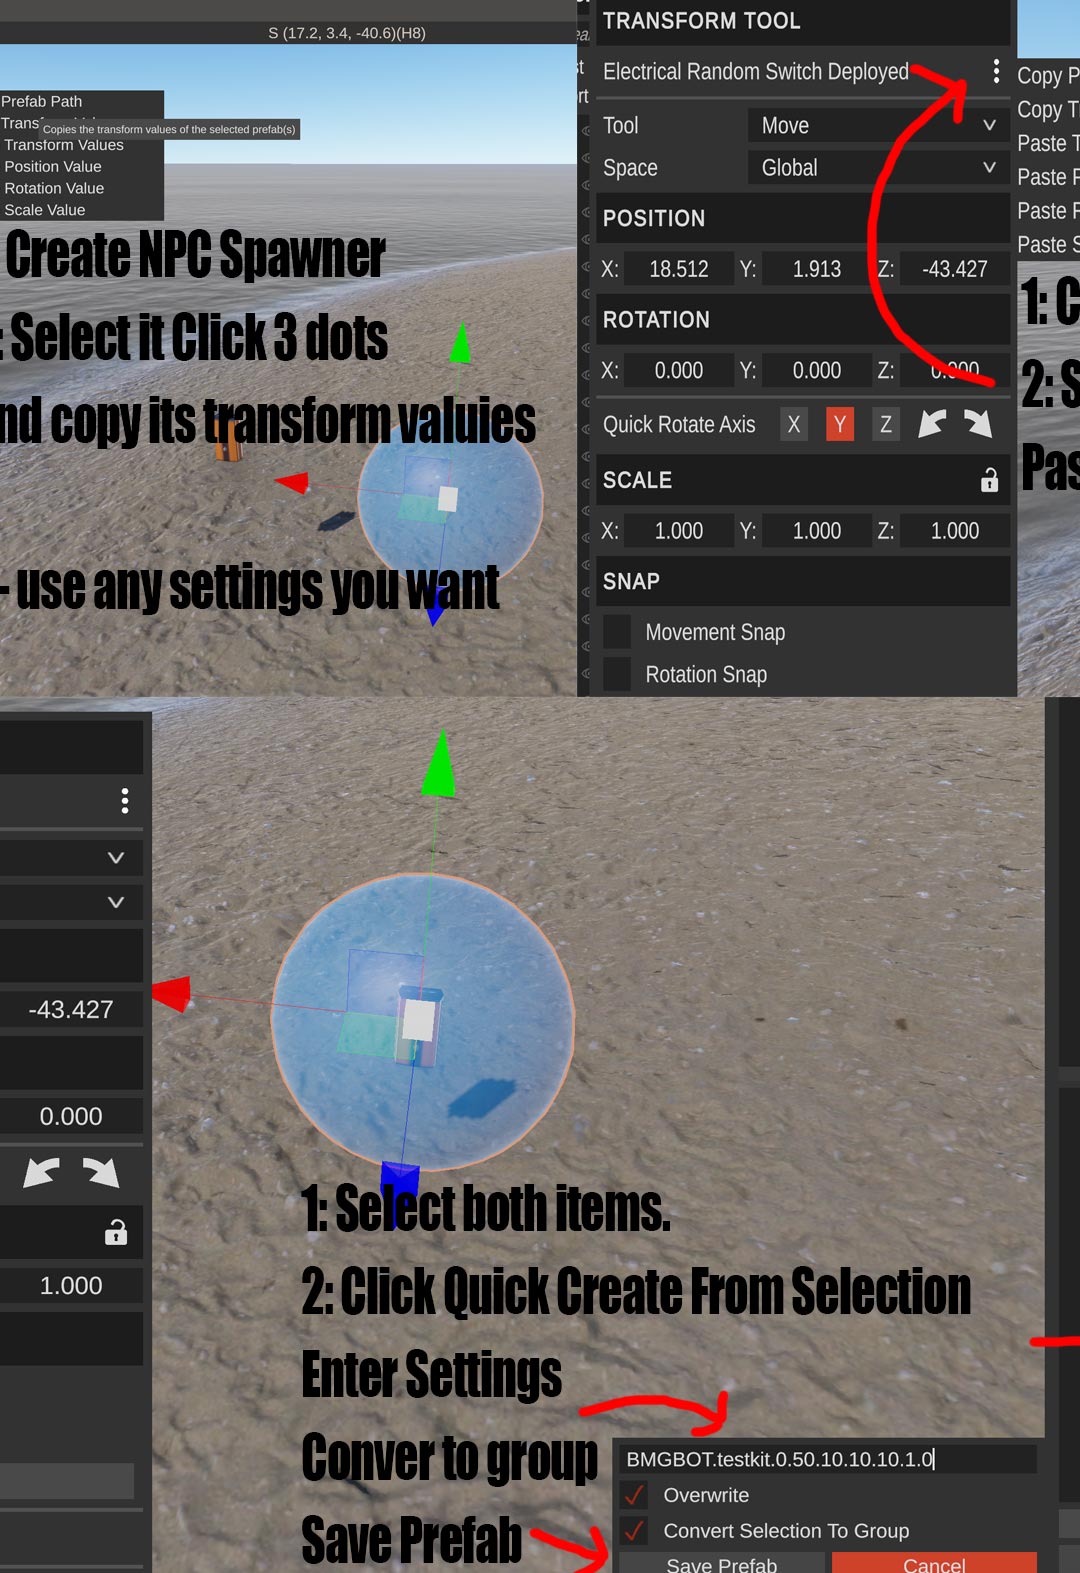 S (17.2, 3.4, -40.6)(H8)
Prefab Path
Copies the transform values of the selected prefab(s)
Transform Values
Position Value
Rotation Value
Scale Value
Create NPC Spawner
: Select it Click 3 dots
nd copy its transform valuies
- use any settings you want
TRANSFORM TOOL
Electrical Random Switch Deployed
Tool Move
Space Global
POSITION
X: 18.512 Y: 1.913 Z: -43.427
ROTATION
X: 0.000 Y: 0.000 Z: 0.000
Quick Rotate Axis X Y Z
SCALE
X: 1.000 Y: 1.000 Z: 1.000
SNAP
Movement Snap
Rotation Snap
Copy P
Copy T
Paste T
Paste P
Paste
Paste S
1: C
2: S
Pas
-43.427
0.000
1.000
1: Select both items.
2: Click Quick Create From Selection
Enter Settings
Conver to group
Save Prefab
BMGBOT.testkit.0.50.10.10.10.1.0
Overwrite
Convert Selection To Group
Save Prefab Cancel